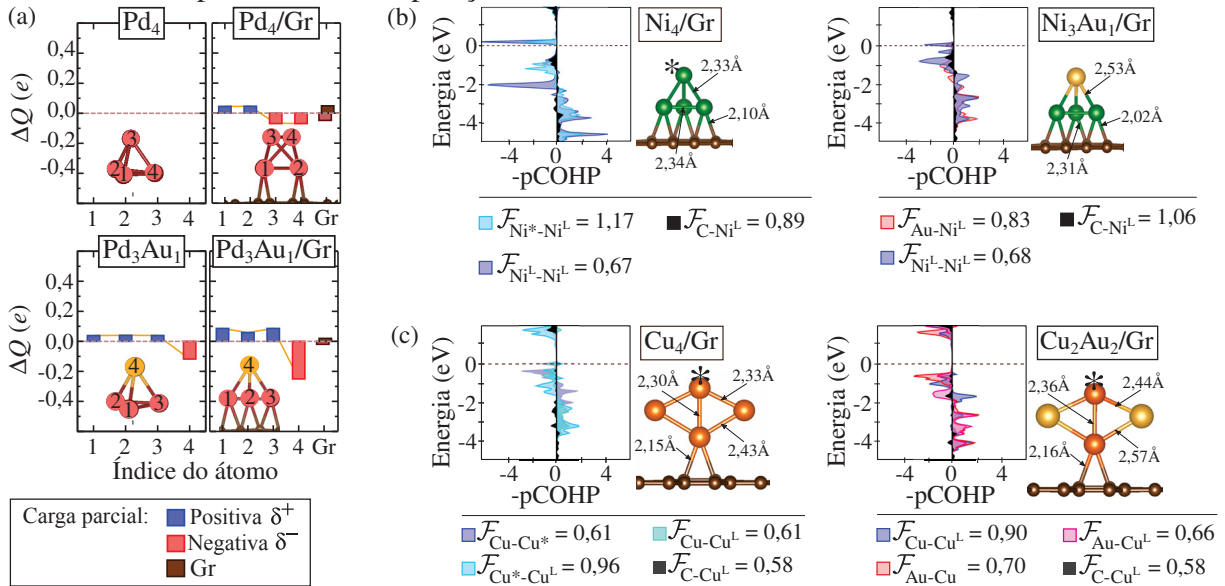 (a)
Pd₄
Pd₄/Gr
ΔQ (e)
0,4
0,2
0,0
-0,2
-0,4
3
2
1
4
3 4
1 2
1 2 3 4
1 2 3 4 Gr
Pd₃Au₁
Pd₃Au₁/Gr
ΔQ (e)
0,4
0,2
0,0
-0,2
-0,4
4
2
1
3
4
1 2 3
1 2 3 4
1 2 3 4 Gr
Índice do átomo
Carga parcial:
Positiva δ⁺
Negativa δ⁻
Gr
(b)
Energia (eV)
2
0
-2
-4
-4 0 4
-pCOHP
Ni₄/Gr
*
2,33Å
2,10Å
2,34Å
ℱNi*-Niᴸ = 1,17
ℱC-Niᴸ = 0,89
ℱNiᴸ-Niᴸ = 0,67
Energia (eV)
2
0
-2
-4
-4 0 4
-pCOHP
Ni₃Au₁/Gr
2,53Å
2,02Å
2,31Å
ℱAu-Niᴸ = 0,83
ℱC-Niᴸ = 1,06
ℱNiᴸ-Niᴸ = 0,68
(c)
Energia (eV)
2
0
-2
-4
-4 0 4
-pCOHP
Cu₄/Gr
*
2,30Å
2,33Å
2,15Å
2,43Å
ℱCu-Cu* = 0,61
ℱCu-Cuᴸ = 0,61
ℱCu*-Cuᴸ = 0,96
ℱC-Cuᴸ = 0,58
Energia (eV)
2
0
-2
-4
-4 0 4
-pCOHP
Cu₂Au₂/Gr
*
2,36Å
2,44Å
2,16Å
2,57Å
ℱCu-Cuᴸ = 0,90
ℱAu-Cuᴸ = 0,66
ℱAu-Cu = 0,70
ℱC-Cuᴸ = 0,58